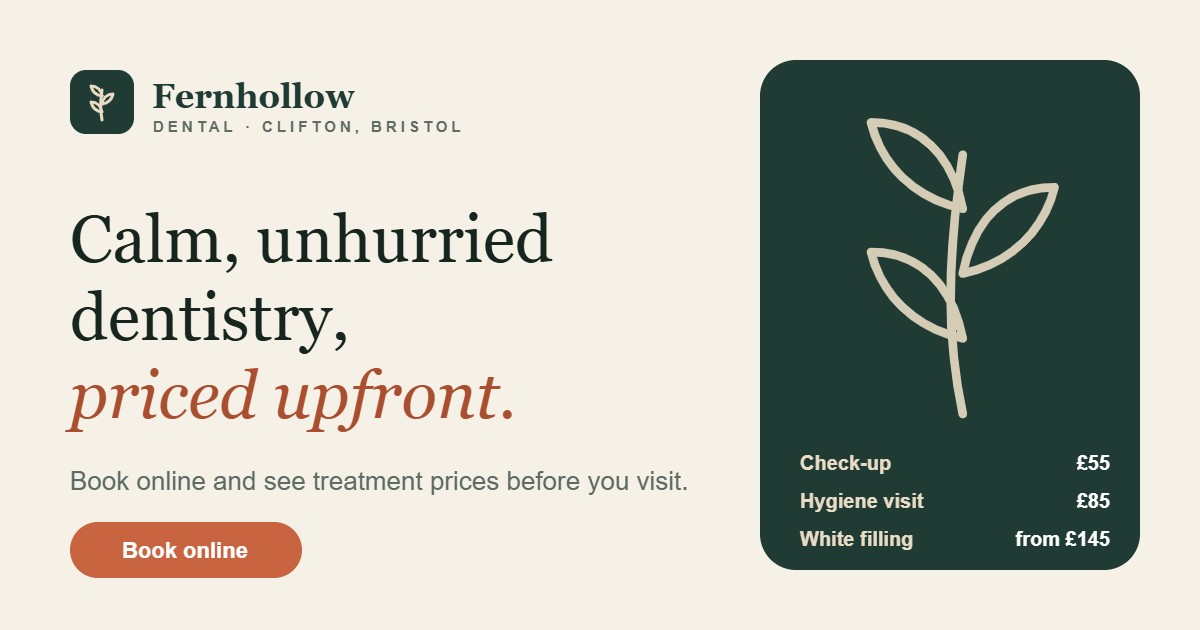 Fernhollow
DENTAL · CLIFTON, BRISTOL
Calm, unhurried
dentistry,
priced upfront.
Book online and see treatment prices before you visit.
Book online
Check-up £55
Hygiene visit £85
White filling from £145